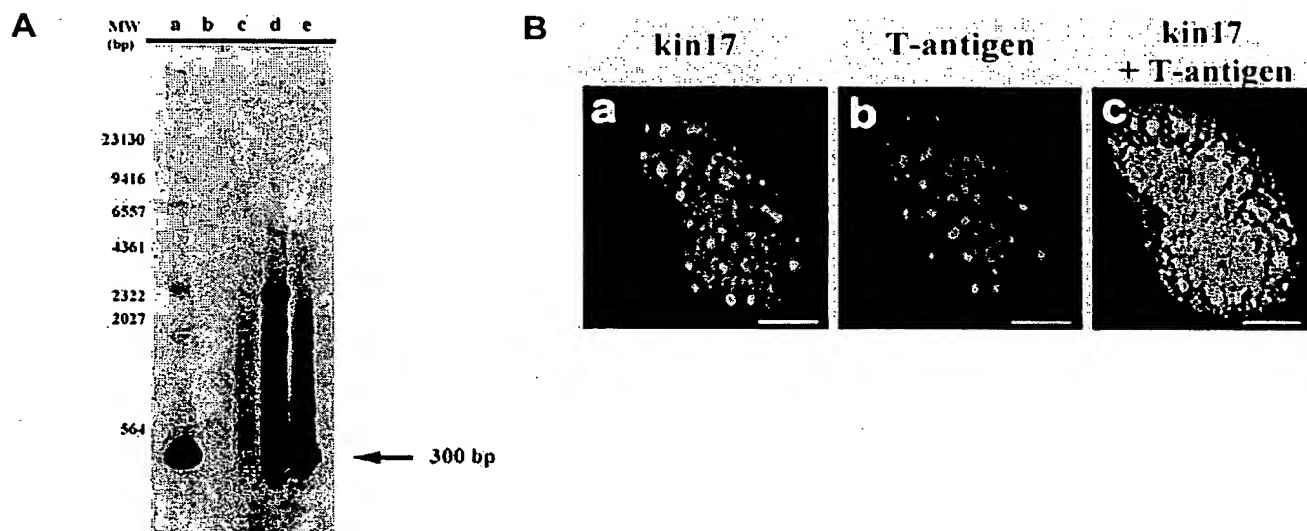 A
MW
(bp)
a b c d e
23130
9416
6557
4361
2322
2027
564
300 bp
B
kin17
T-antigen
kin17
+ T-antigen
a
b
c